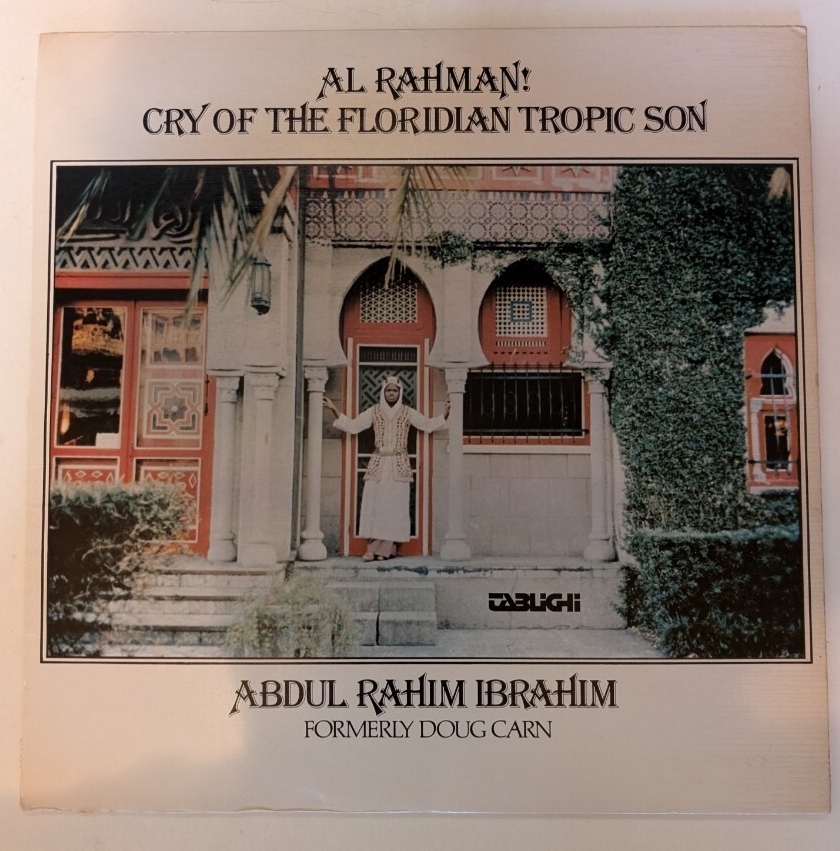 AL RAHMAN!
CRY OF THE FLORIDIAN TROPIC SON
TABLIGHI
ABDUL RAHIM IBRAHIM
FORMERLY DOUG CARN